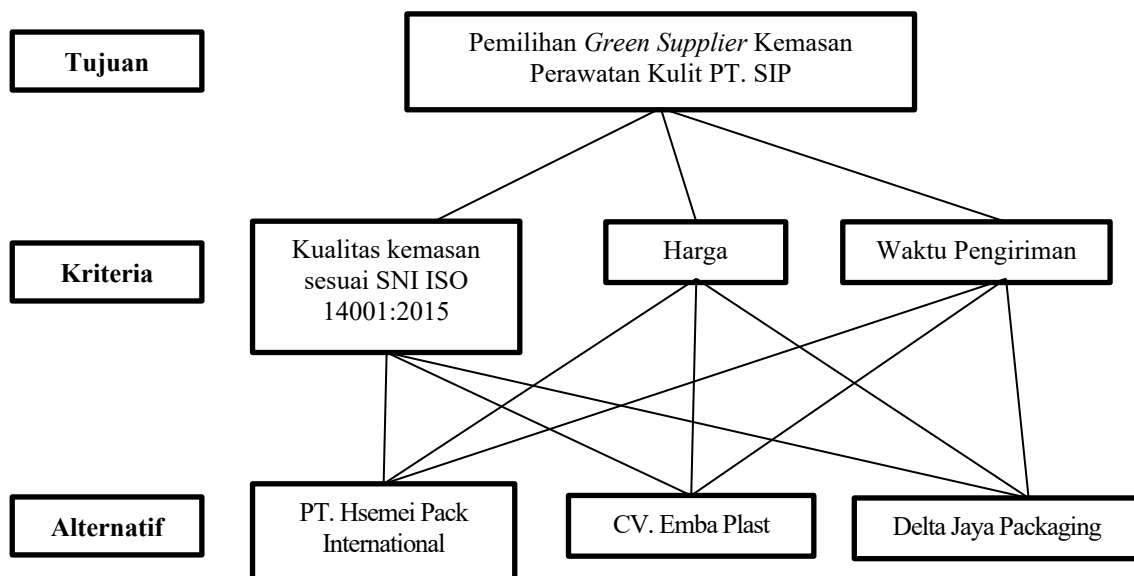 Tujuan
Pemilihan Green Supplier Kemasan
Perawatan Kulit PT. SIP
Kriteria
Kualitas kemasan
sesuai SNI ISO
14001:2015
Harga
Waktu Pengiriman
Alternatif
PT. Hsemei Pack
International
CV. Emba Plast
Delta Jaya Packaging